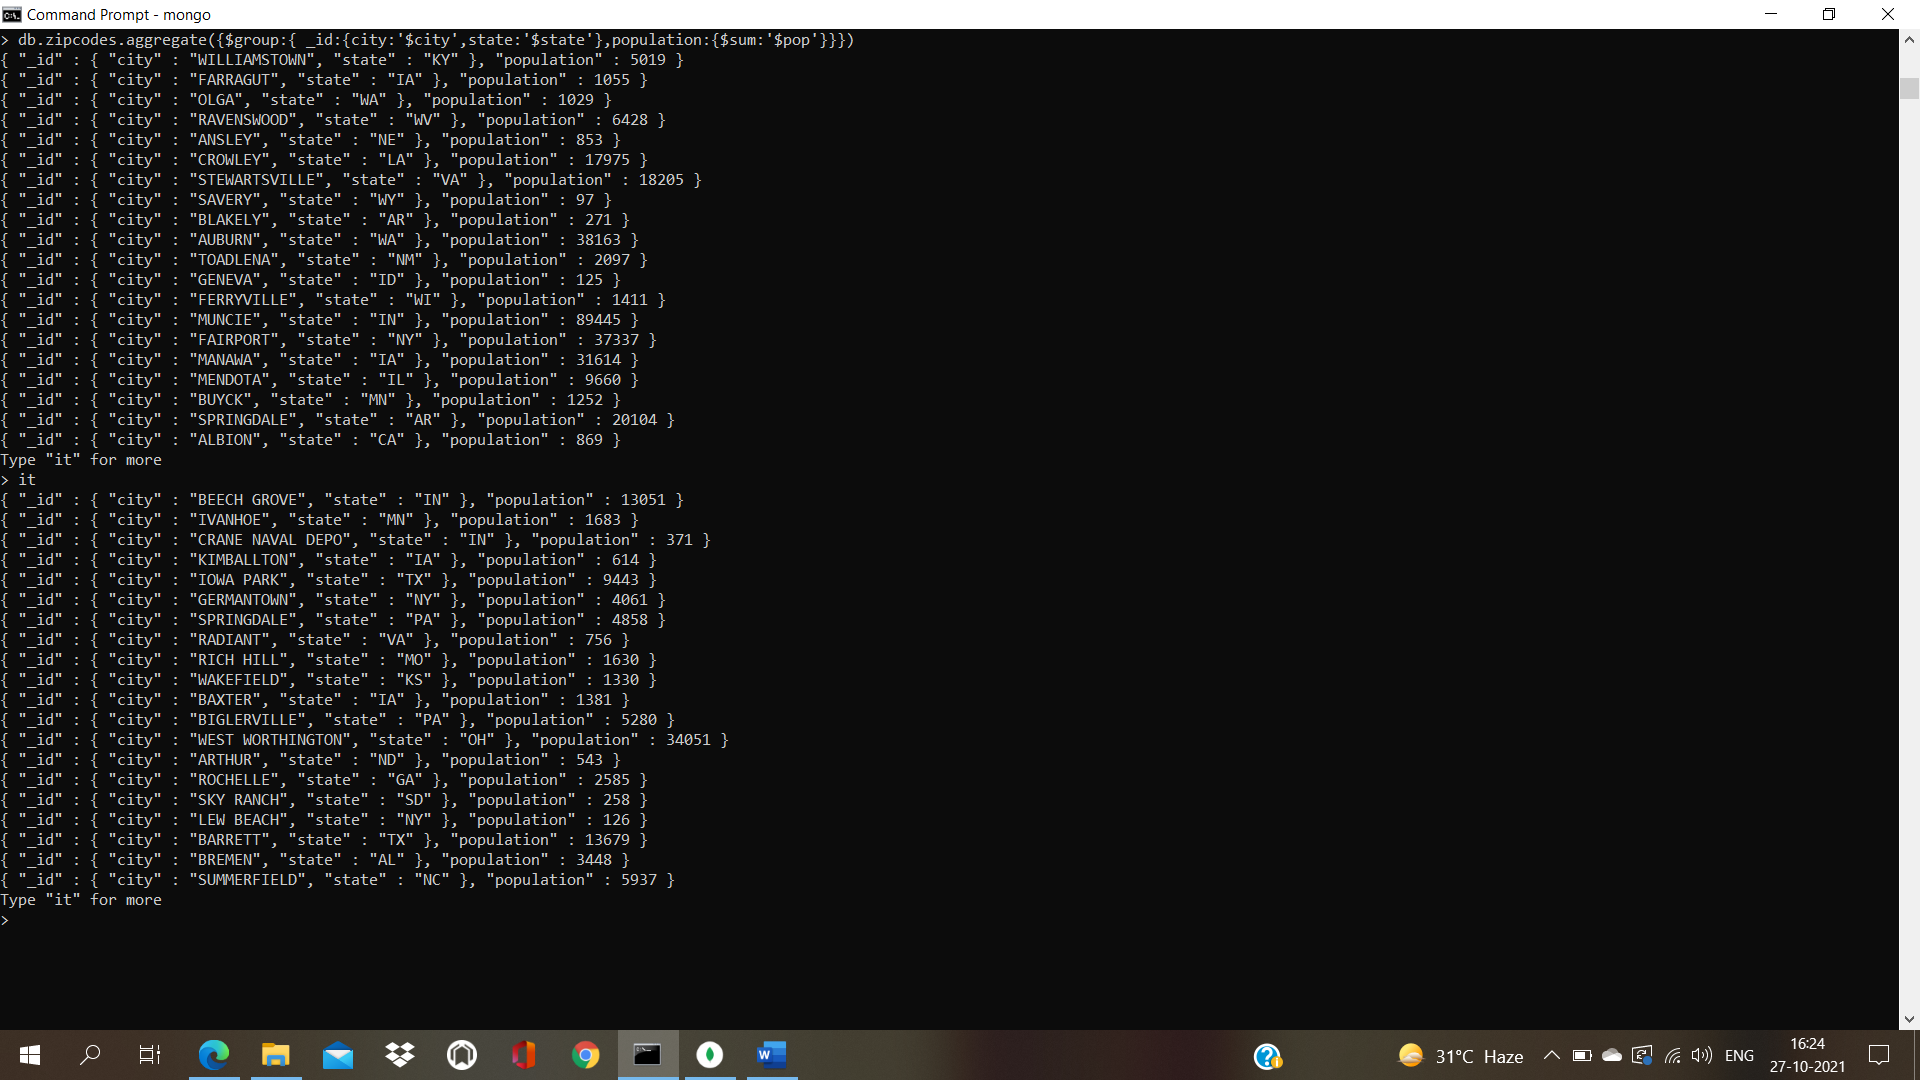 Command Prompt - mongo
> db.zipcodes.aggregate({$group:{ _id:{city:'$city',state:'$state'},population:{$sum:'$pop'}}})
{ "_id" : { "city" : "WILLIAMSTOWN", "state" : "KY" }, "population" : 5019 }
{ "_id" : { "city" : "FARRAGUT", "state" : "IA" }, "population" : 1055 }
{ "_id" : { "city" : "OLGA", "state" : "WA" }, "population" : 1029 }
{ "_id" : { "city" : "RAVENSWOOD", "state" : "WV" }, "population" : 6428 }
{ "_id" : { "city" : "ANSLEY", "state" : "NE" }, "population" : 853 }
{ "_id" : { "city" : "CROWLEY", "state" : "LA" }, "population" : 17975 }
{ "_id" : { "city" : "STEWARTSVILLE", "state" : "VA" }, "population" : 18205 }
{ "_id" : { "city" : "SAVERY", "state" : "WY" }, "population" : 97 }
{ "_id" : { "city" : "BLAKELY", "state" : "AR" }, "population" : 271 }
{ "_id" : { "city" : "AUBURN", "state" : "WA" }, "population" : 38163 }
{ "_id" : { "city" : "TOADLENA", "state" : "NM" }, "population" : 2097 }
{ "_id" : { "city" : "GENEVA", "state" : "ID" }, "population" : 125 }
{ "_id" : { "city" : "FERRYVILLE", "state" : "WI" }, "population" : 1411 }
{ "_id" : { "city" : "MUNCIE", "state" : "IN" }, "population" : 89445 }
{ "_id" : { "city" : "FAIRPORT", "state" : "NY" }, "population" : 37337 }
{ "_id" : { "city" : "MANAWA", "state" : "IA" }, "population" : 31614 }
{ "_id" : { "city" : "MENDOTA", "state" : "IL" }, "population" : 9660 }
{ "_id" : { "city" : "BUYCK", "state" : "MN" }, "population" : 1252 }
{ "_id" : { "city" : "SPRINGDALE", "state" : "AR" }, "population" : 20104 }
{ "_id" : { "city" : "ALBION", "state" : "CA" }, "population" : 869 }
Type "it" for more
> it
{ "_id" : { "city" : "BEECH GROVE", "state" : "IN" }, "population" : 13051 }
{ "_id" : { "city" : "IVANHOE", "state" : "MN" }, "population" : 1683 }
{ "_id" : { "city" : "CRANE NAVAL DEPO", "state" : "IN" }, "population" : 371 }
{ "_id" : { "city" : "KIMBALLTON", "state" : "IA" }, "population" : 614 }
{ "_id" : { "city" : "IOWA PARK", "state" : "TX" }, "population" : 9443 }
{ "_id" : { "city" : "GERMANTOWN", "state" : "NY" }, "population" : 4061 }
{ "_id" : { "city" : "SPRINGDALE", "state" : "PA" }, "population" : 4858 }
{ "_id" : { "city" : "RADIANT", "state" : "VA" }, "population" : 756 }
{ "_id" : { "city" : "RICH HILL", "state" : "MO" }, "population" : 1630 }
{ "_id" : { "city" : "WAKEFIELD", "state" : "KS" }, "population" : 1330 }
{ "_id" : { "city" : "BAXTER", "state" : "IA" }, "population" : 1381 }
{ "_id" : { "city" : "BIGLERVILLE", "state" : "PA" }, "population" : 5280 }
{ "_id" : { "city" : "WEST WORTHINGTON", "state" : "OH" }, "population" : 34051 }
{ "_id" : { "city" : "ARTHUR", "state" : "ND" }, "population" : 543 }
{ "_id" : { "city" : "ROCHELLE", "state" : "GA" }, "population" : 2585 }
{ "_id" : { "city" : "SKY RANCH", "state" : "SD" }, "population" : 258 }
{ "_id" : { "city" : "LEW BEACH", "state" : "NY" }, "population" : 126 }
{ "_id" : { "city" : "BARRETT", "state" : "TX" }, "population" : 13679 }
{ "_id" : { "city" : "BREMEN", "state" : "AL" }, "population" : 3448 }
{ "_id" : { "city" : "SUMMERFIELD", "state" : "NC" }, "population" : 5937 }
Type "it" for more
>
31°C Haze
ENG
16:24
27-10-2021